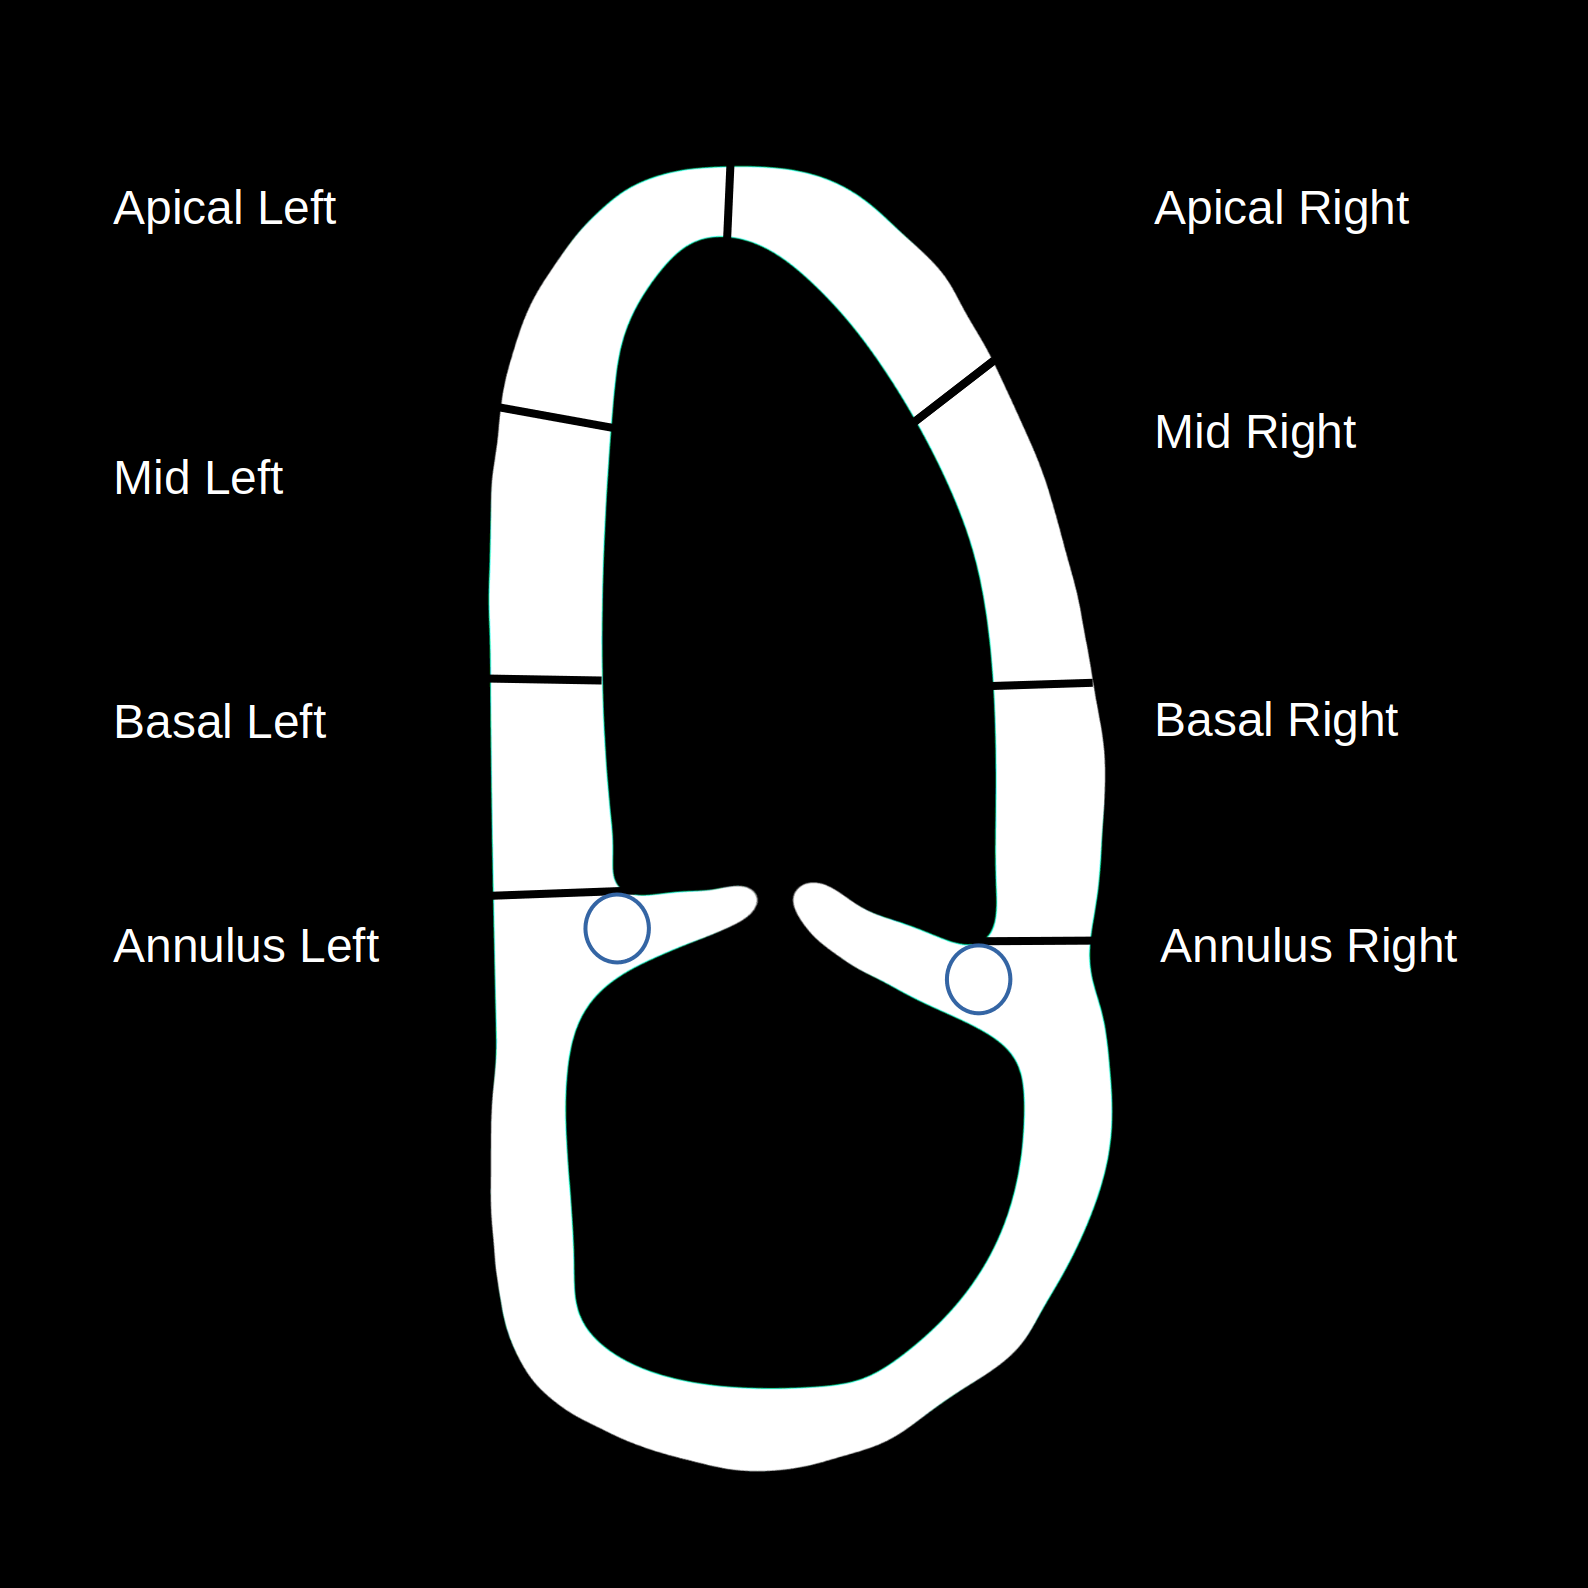 Apical Left
Apical Right
Mid Left
Mid Right
Basal Left
Basal Right
Annulus Left
Annulus Right